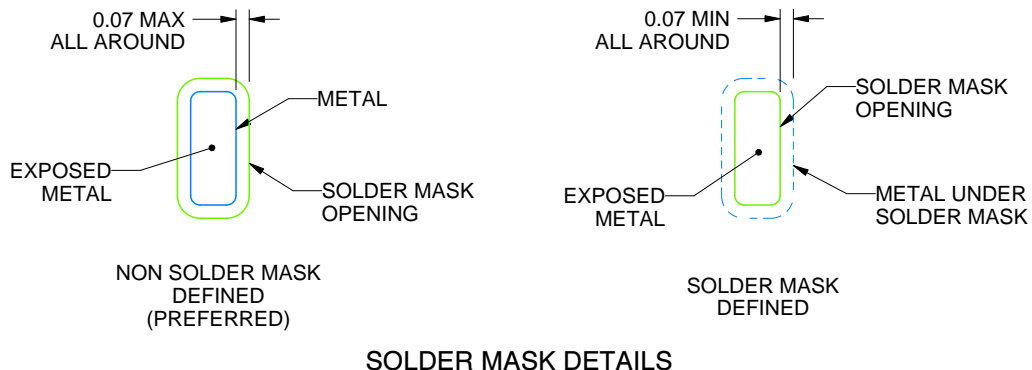 0.07 MAX
ALL AROUND
METAL
EXPOSED
METAL
SOLDER MASK
OPENING
NON SOLDER MASK
DEFINED
(PREFERRED)
0.07 MIN
ALL AROUND
SOLDER MASK
OPENING
EXPOSED
METAL
METAL UNDER
SOLDER MASK
SOLDER MASK
DEFINED
SOLDER MASK DETAILS